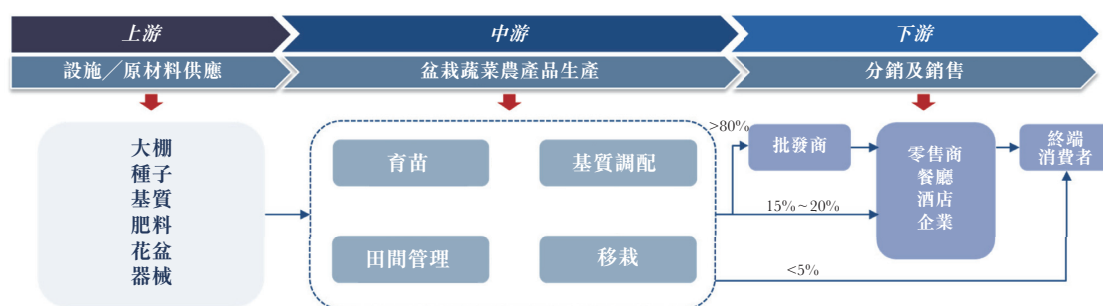 上游
中游
下游
設施／原材料供應
盆栽蔬菜農產品生產
分銷及銷售
大棚
種子
基質
肥料
花盆
器械
育苗
基質調配
田間管理
移栽
>80%
15%~20%
<5%
批發商
零售商
餐廳
酒店
企業
終端
消費者